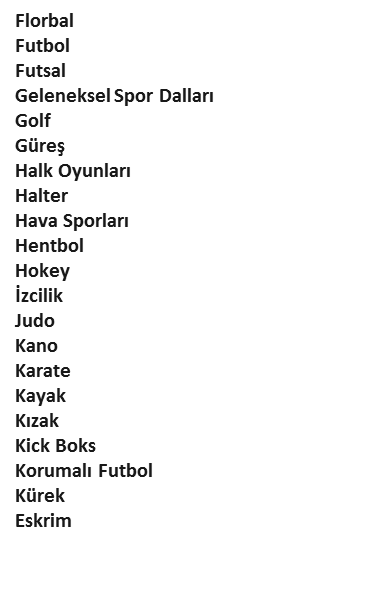 Florbal
Futbol
Futsal
Geleneksel Spor Dalları
Golf
Güreş
Halk Oyunları
Halter
Hava Sporları
Hentbol
Hokey
İzcilik
Judo
Kano
Karate
Kayak
Kızak
Kick Boks
Korumalı Futbol
Kürek
Eskrim